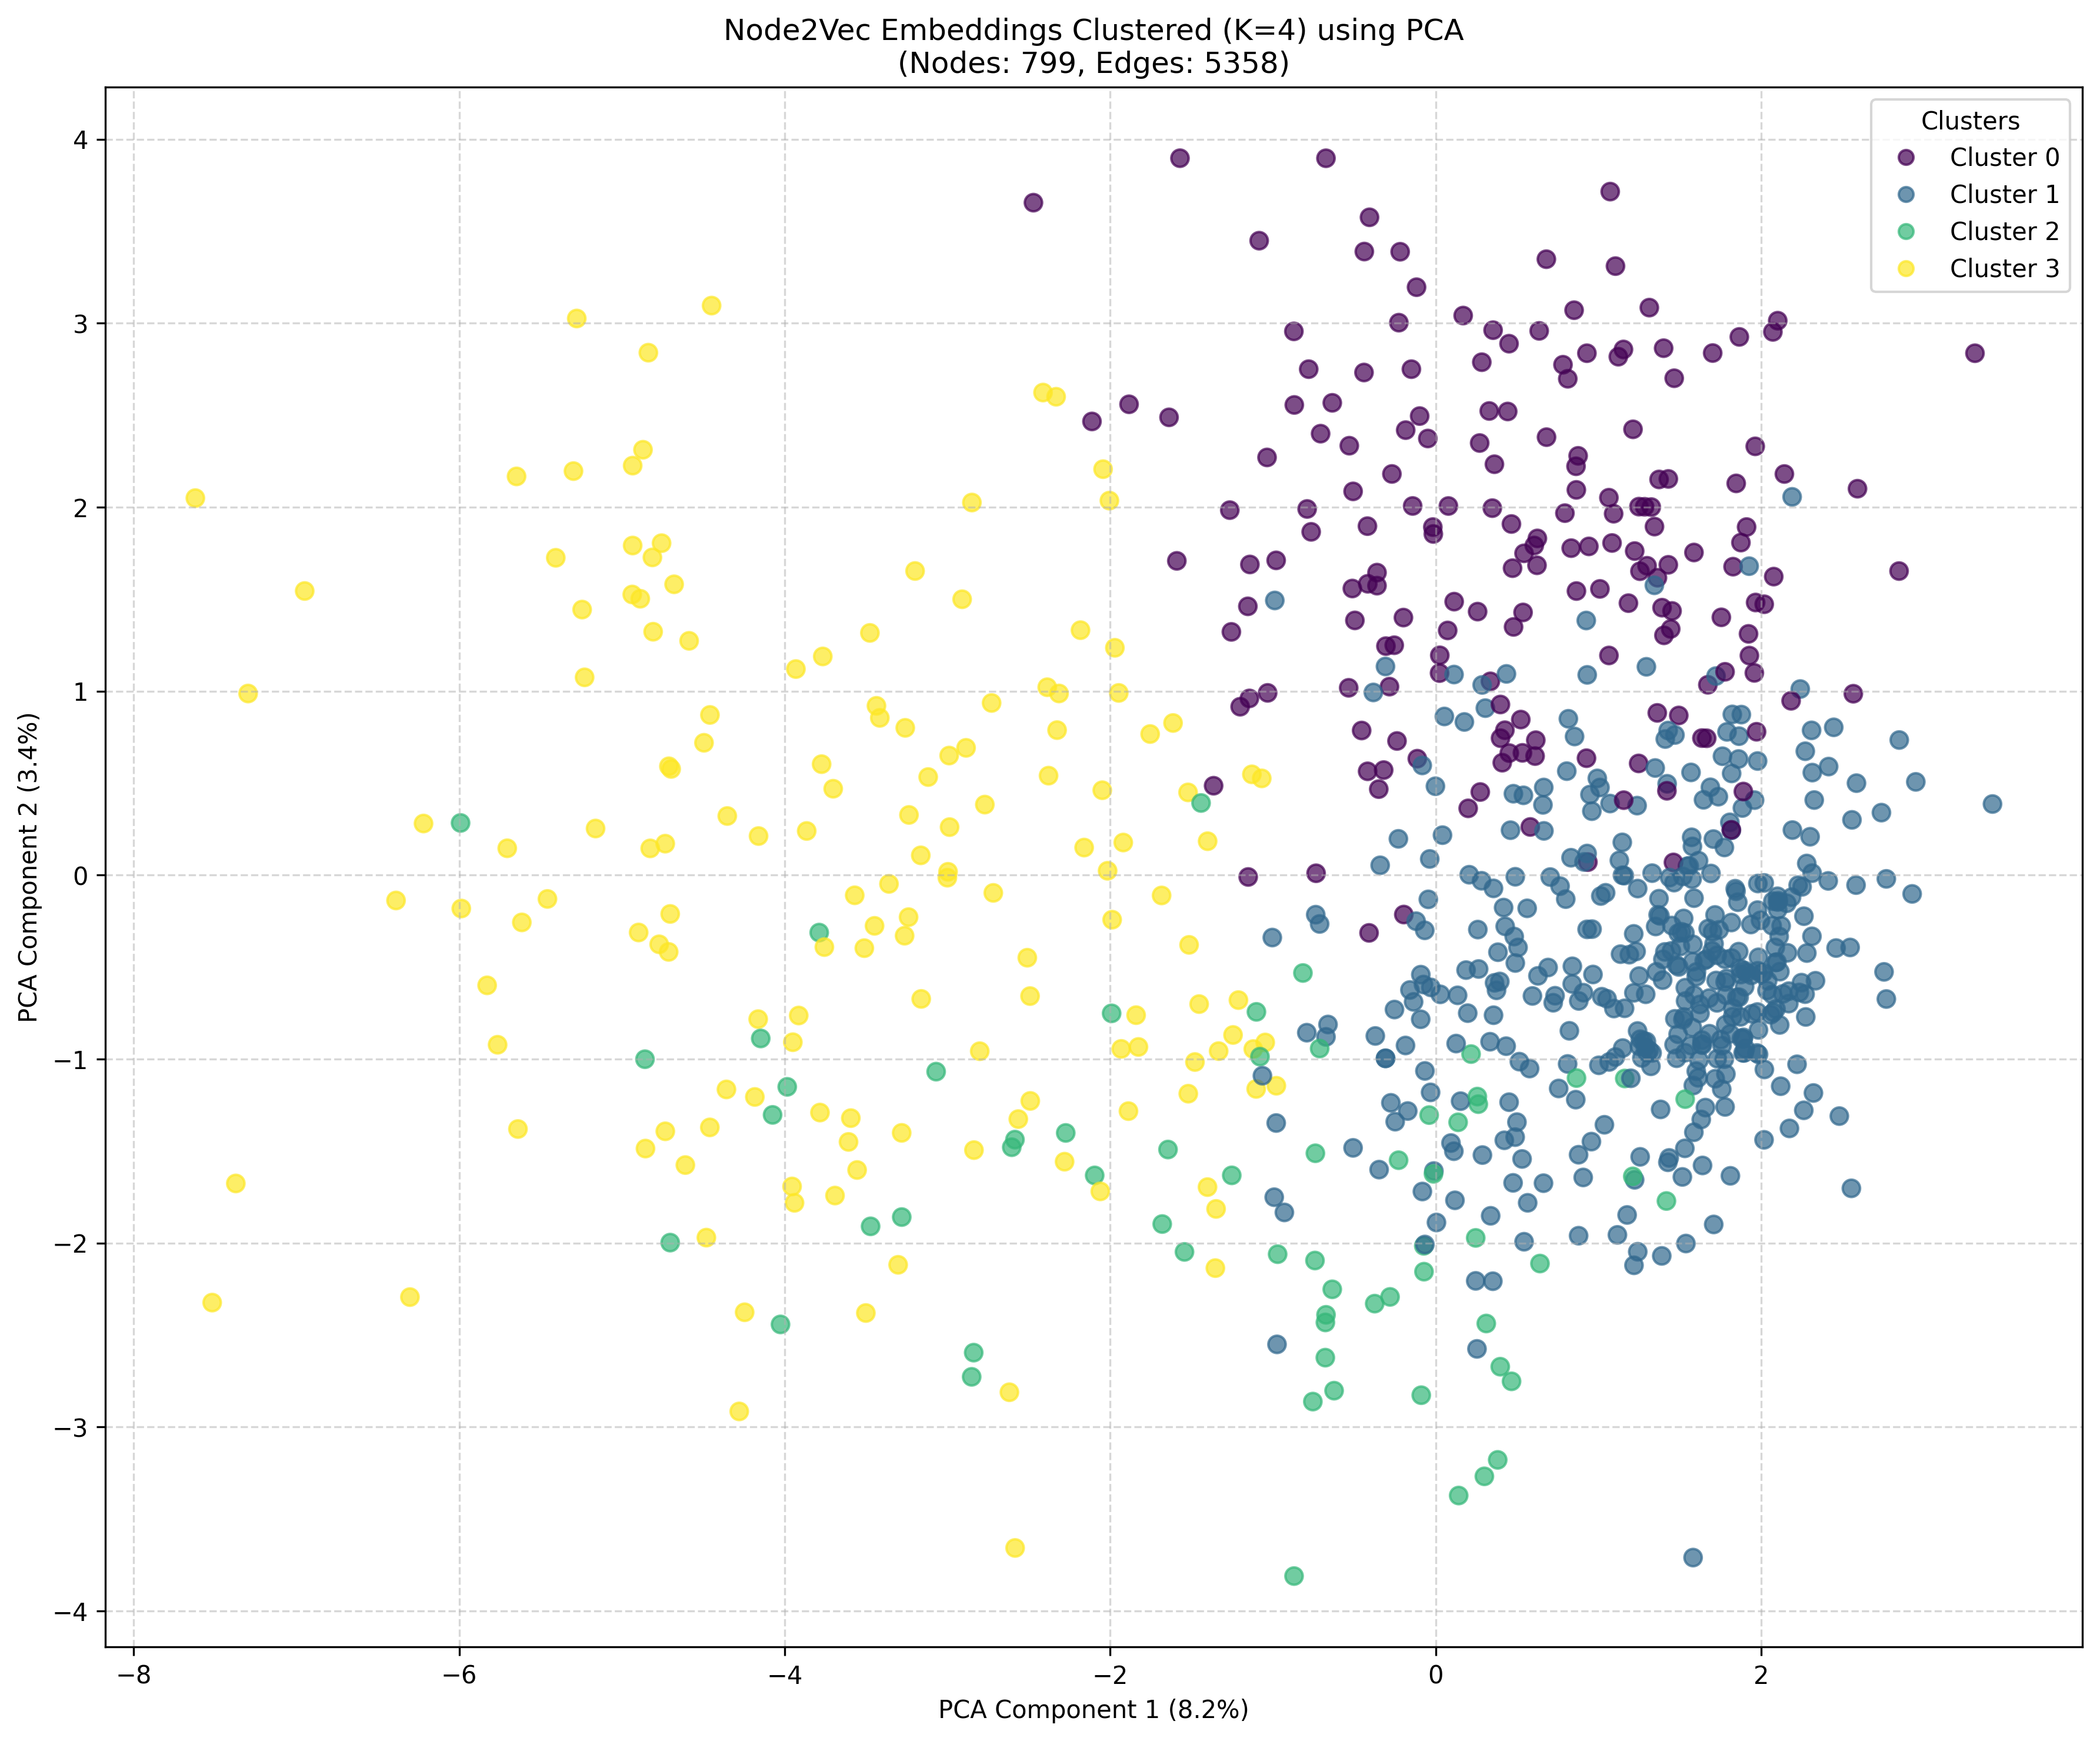 Node2Vec Embeddings Clustered (K=4) using PCA
(Nodes: 799, Edges: 5358)
Clusters
Cluster 0
Cluster 1
Cluster 2
Cluster 3
4
3
2
1
0
−1
−2
−3
−4
PCA Component 2 (3.4%)
−8 −6 −4 −2 0 2
PCA Component 1 (8.2%)